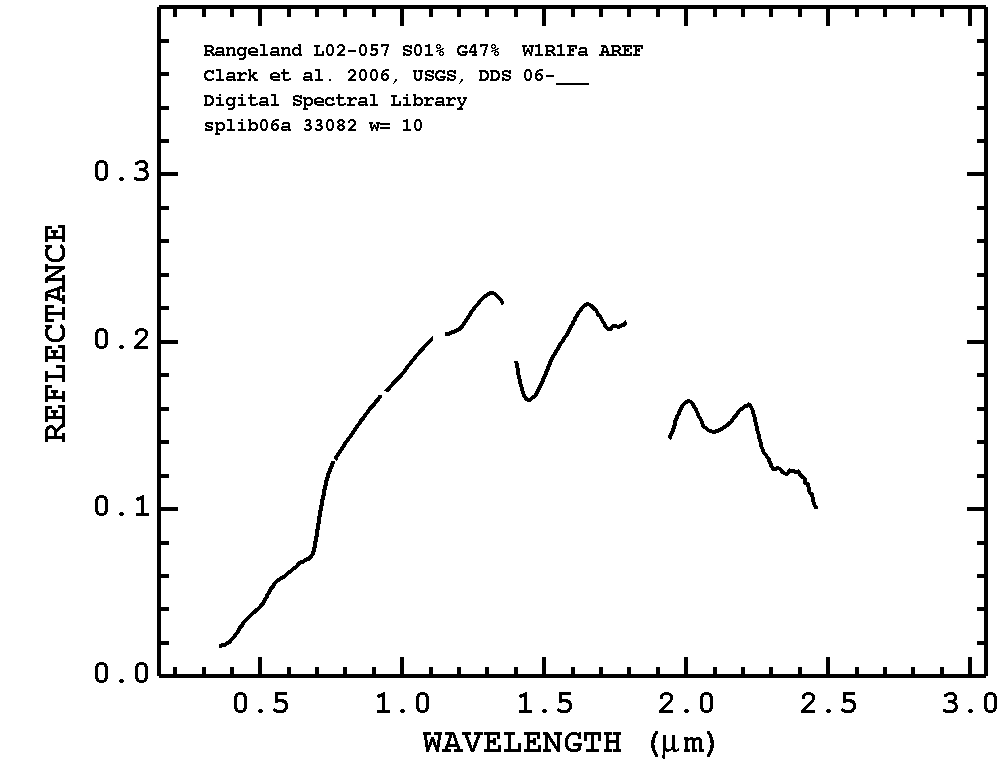 Rangeland L02-057 S01% G47%  W1R1Fa AREF
Clark et al. 2006, USGS, DDS 06-___
Digital Spectral Library
splib06a 33082 w= 10
0.3
0.2
0.1
0.0
REFLECTANCE
0.5 1.0 1.5 2.0 2.5 3.0
WAVELENGTH (μm)